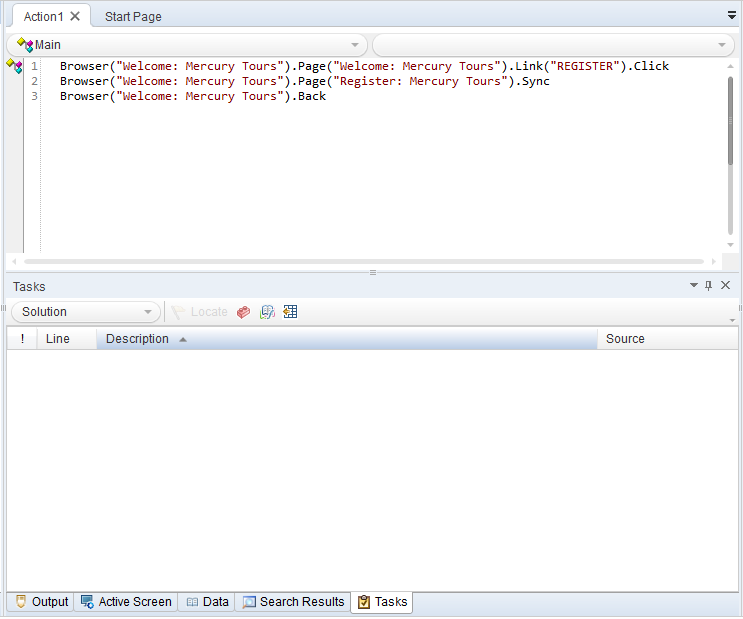 Action1 Start Page
Main
1 Browser("Welcome: Mercury Tours").Page("Welcome: Mercury Tours").Link("REGISTER").Click
2 Browser("Welcome: Mercury Tours").Page("Register: Mercury Tours").Sync
3 Browser("Welcome: Mercury Tours").Back
Tasks
Solution Locate
! Line Description Source
Output Active Screen Data Search Results Tasks